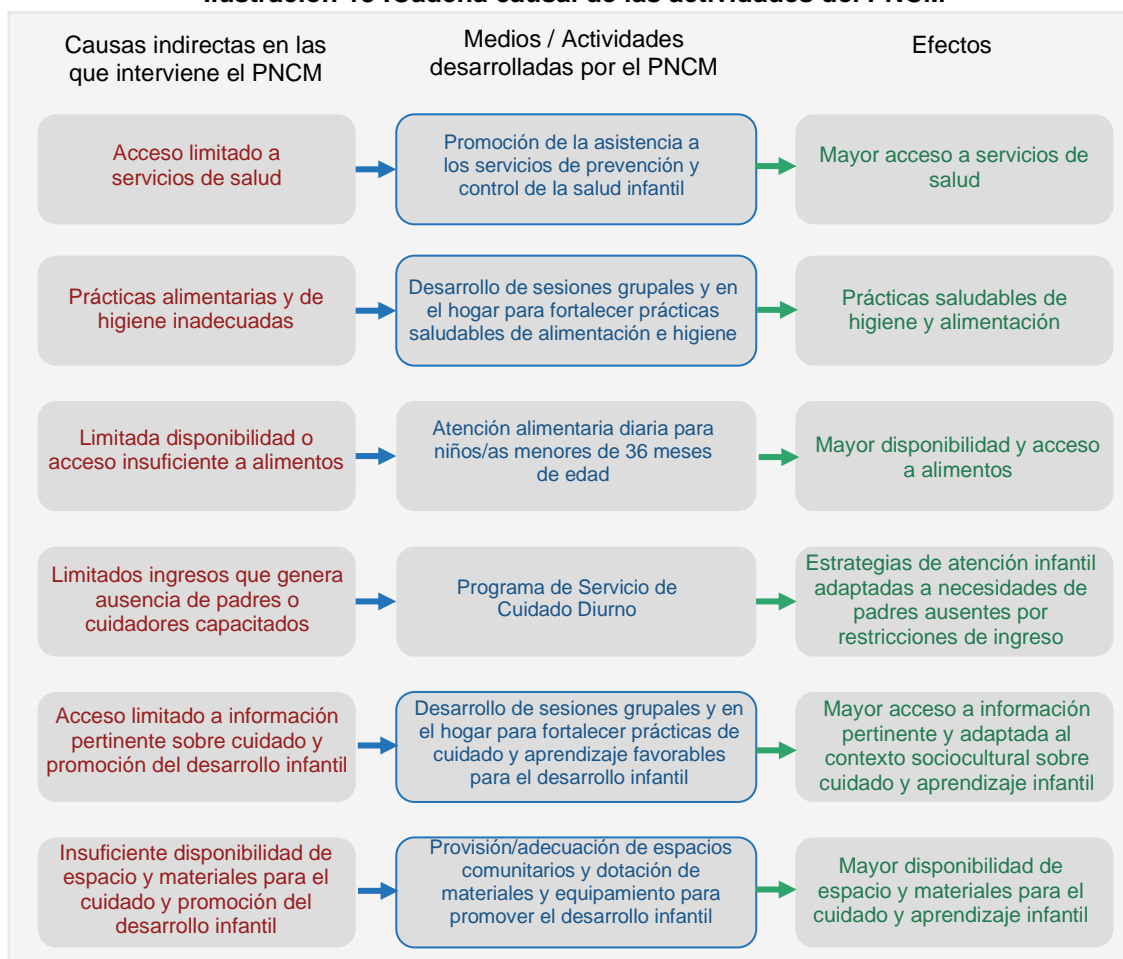 Causas indirectas en las
que interviene el PNCM
Medios / Actividades
desarrolladas por el PNCM
Efectos
Acceso limitado a
servicios de salud
Promoción de la asistencia a
los servicios de prevención y
control de la salud infantil
Mayor acceso a servicios de
salud
Prácticas alimentarias y de
higiene inadecuadas
Desarrollo de sesiones grupales y en
el hogar para fortalecer prácticas
saludables de alimentación e higiene
Prácticas saludables de
higiene y alimentación
Limitada disponibilidad o
acceso insuficiente a alimentos
Atención alimentaria diaria para
niños/as menores de 36 meses
de edad
Mayor disponibilidad y acceso
a alimentos
Limitados ingresos que genera
ausencia de padres o
cuidadores capacitados
Programa de Servicio de
Cuidado Diurno
Estrategias de atención infantil
adaptadas a necesidades de
padres ausentes por
restricciones de ingreso
Acceso limitado a información
pertinente sobre cuidado y
promoción del desarrollo infantil
Desarrollo de sesiones grupales y en
el hogar para fortalecer prácticas de
cuidado y aprendizaje favorables
para el desarrollo infantil
Mayor acceso a información
pertinente y adaptada al
contexto sociocultural sobre
cuidado y aprendizaje infantil
Insuficiente disponibilidad de
espacio y materiales para el
cuidado y promoción del
desarrollo infantil
Provisión/adecuación de espacios
comunitarios y dotación de
materiales y equipamiento para
promover el desarrollo infantil
Mayor disponibilidad de
espacio y materiales para el
cuidado y aprendizaje infantil